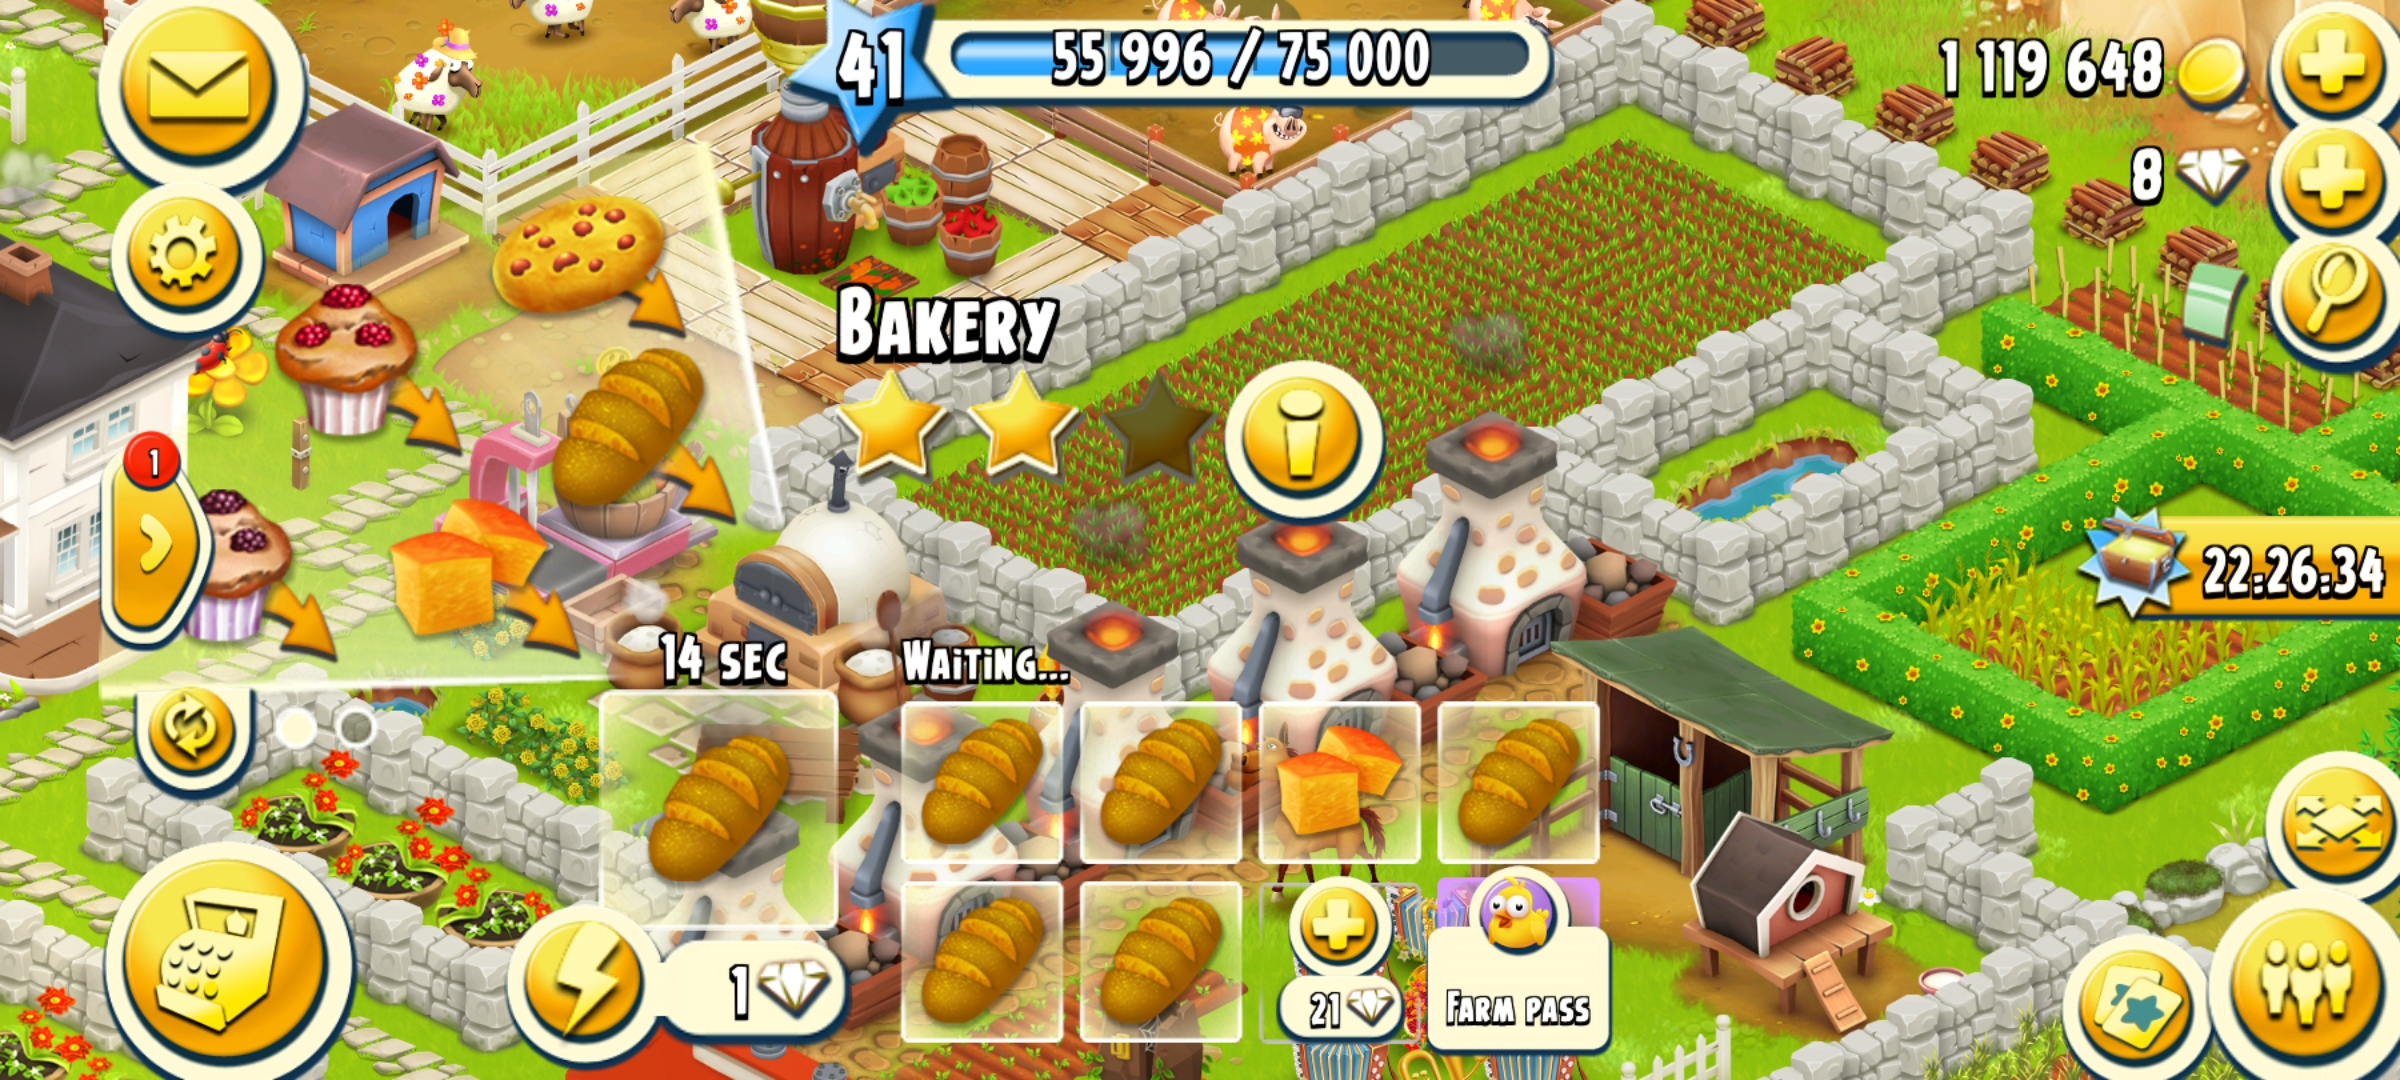 41
55 996 / 75 000
1 119 648
8
BAKERY
1
22:26:34
14 SEC
WAITING...
1
21
FARM PASS